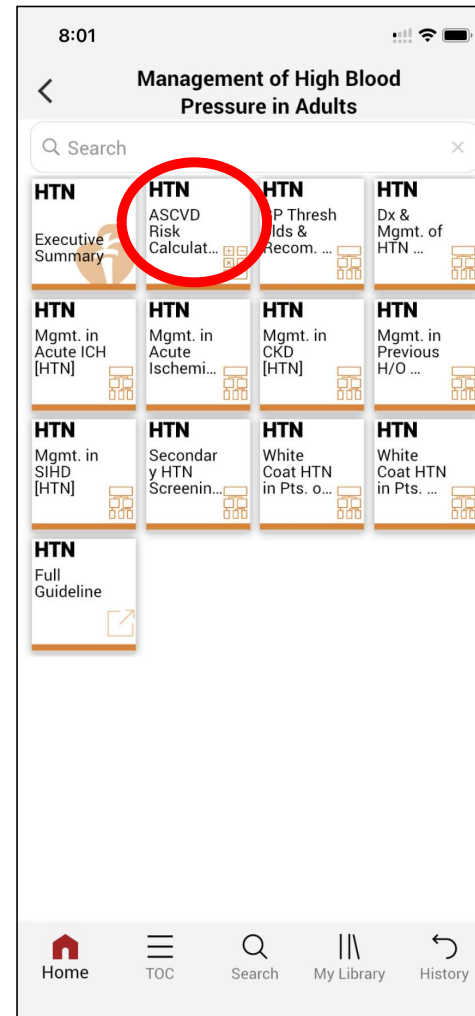 8:01
Management of High Blood
Pressure in Adults
Search
HTN
Executive
Summary
HTN
ASCVD
Risk
Calculat...
HTN
Thresh
lds &
Recom. ...
HTN
Dx &
Mgmt. of
HTN ...
HTN
Mgmt. in
Acute ICH
[HTN]
HTN
Mgmt. in
Acute
Ischemi...
HTN
Mgmt. in
CKD
[HTN]
HTN
Mgmt. in
Previous
H/O ...
HTN
Mgmt. in
SIHD
[HTN]
HTN
Secondar
y HTN
Screenin...
HTN
White
Coat HTN
in Pts. o...
HTN
White
Coat HTN
in Pts. ...
HTN
Full
Guideline
Home
TOC
Search
My Library
History